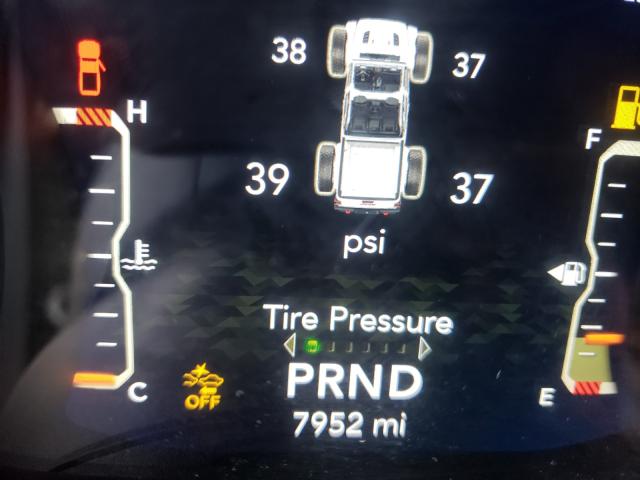 38 37
H
F
39 37
psi
Tire Pressure
PRND
OFF
C
E
7952 mi